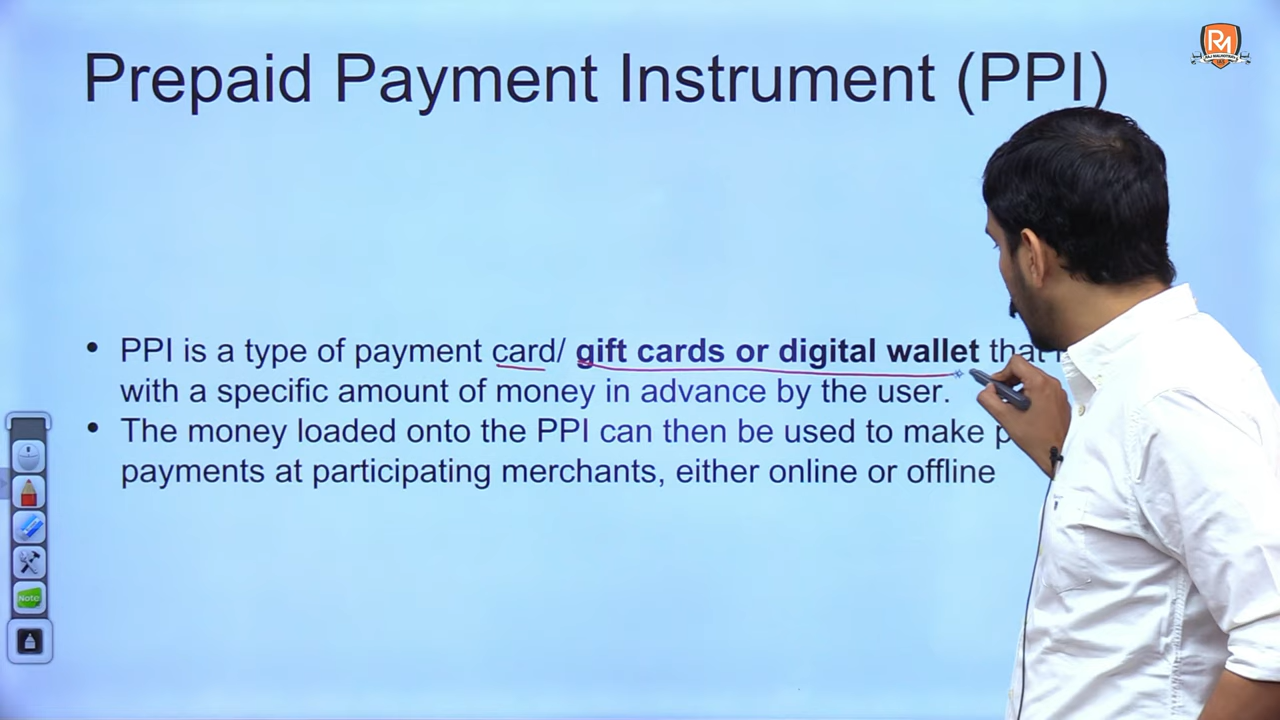 RM
Prepaid Payment Instrument (PPI)
• PPI is a type of payment card/ gift cards or digital wallet that
with a specific amount of money in advance by the user.
• The money loaded onto the PPI can then be used to make
payments at participating merchants, either online or offline
Note